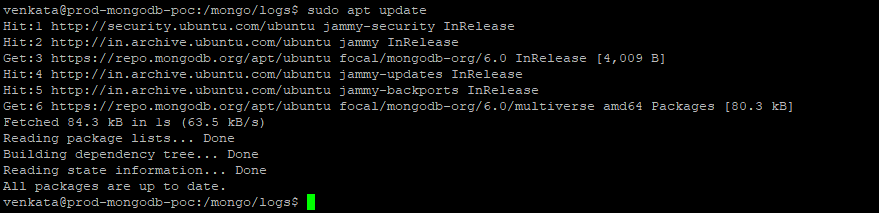 venkata@prod-mongodb-poc:/mongo/logs$ sudo apt update
Hit:1 http://security.ubuntu.com/ubuntu jammy-security InRelease
Hit:2 http://in.archive.ubuntu.com/ubuntu jammy InRelease
Get:3 https://repo.mongodb.org/apt/ubuntu focal/mongodb-org/6.0 InRelease [4,009 B]
Hit:4 http://in.archive.ubuntu.com/ubuntu jammy-updates InRelease
Hit:5 http://in.archive.ubuntu.com/ubuntu jammy-backports InRelease
Get:6 https://repo.mongodb.org/apt/ubuntu focal/mongodb-org/6.0/multiverse amd64 Packages [80.3 kB]
Fetched 84.3 kB in 1s (63.5 kB/s)
Reading package lists... Done
Building dependency tree... Done
Reading state information... Done
All packages are up to date.
venkata@prod-mongodb-poc:/mongo/logs$